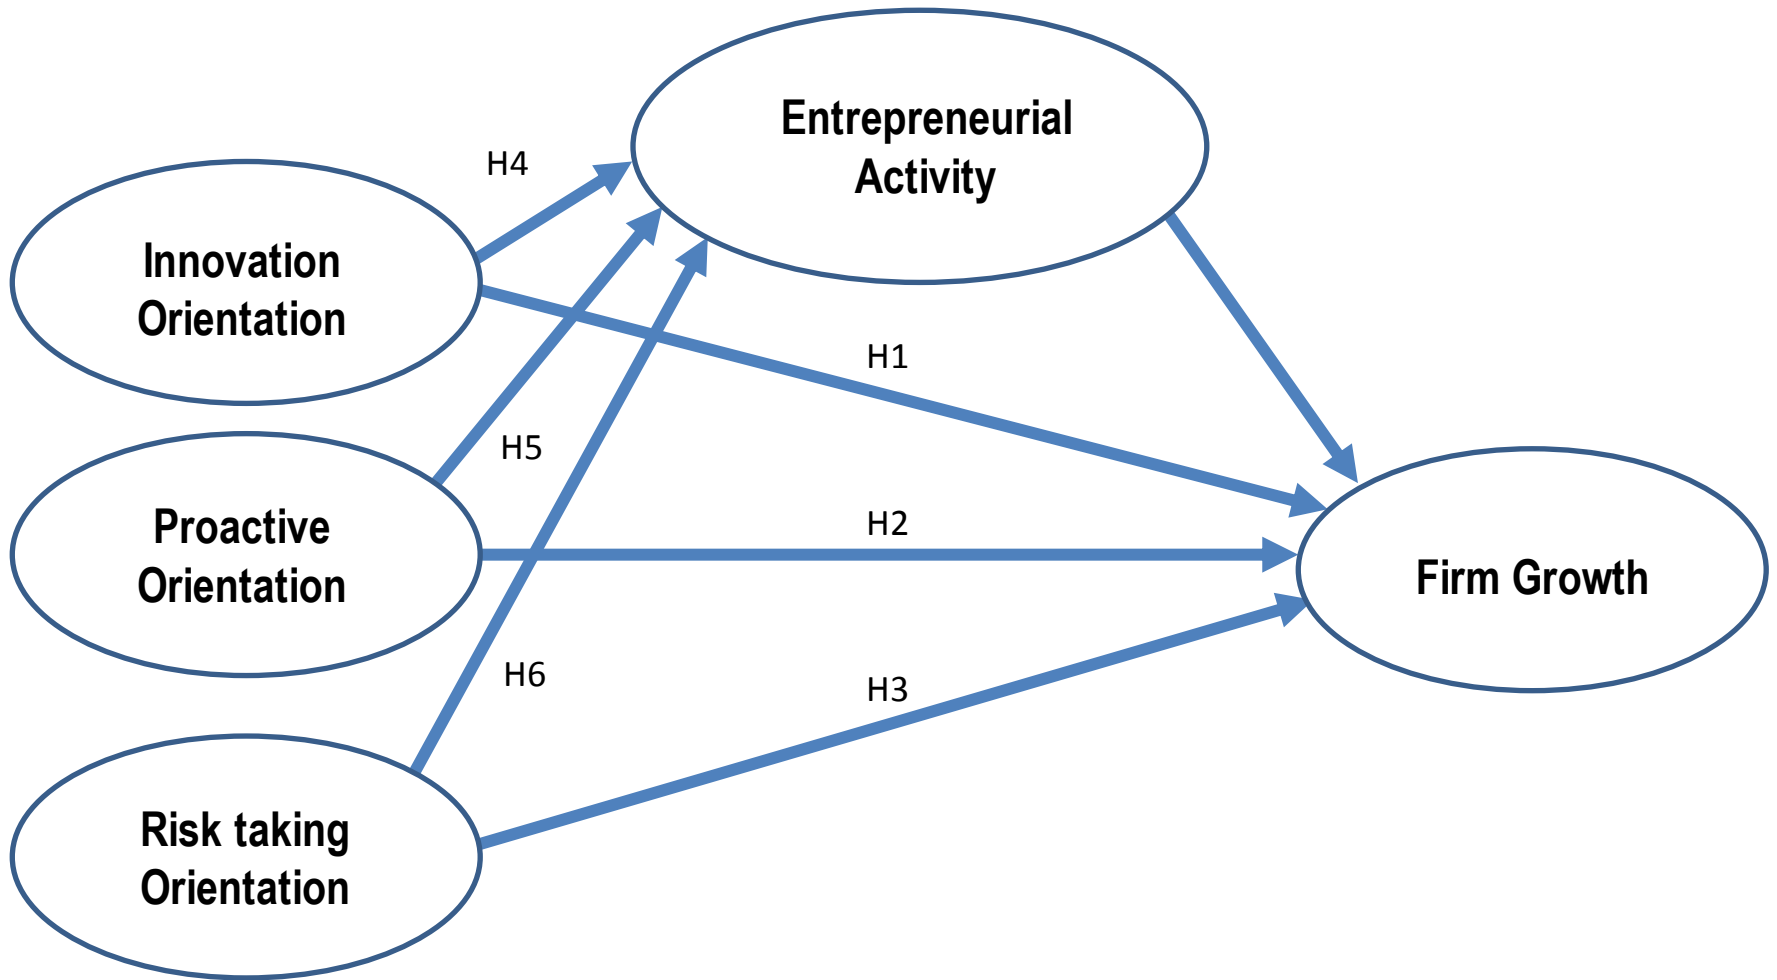 Entrepreneurial
Activity
H4
Innovation
Orientation
H1
H5
Proactive
Orientation
H2
Firm Growth
H6
H3
Risk taking
Orientation